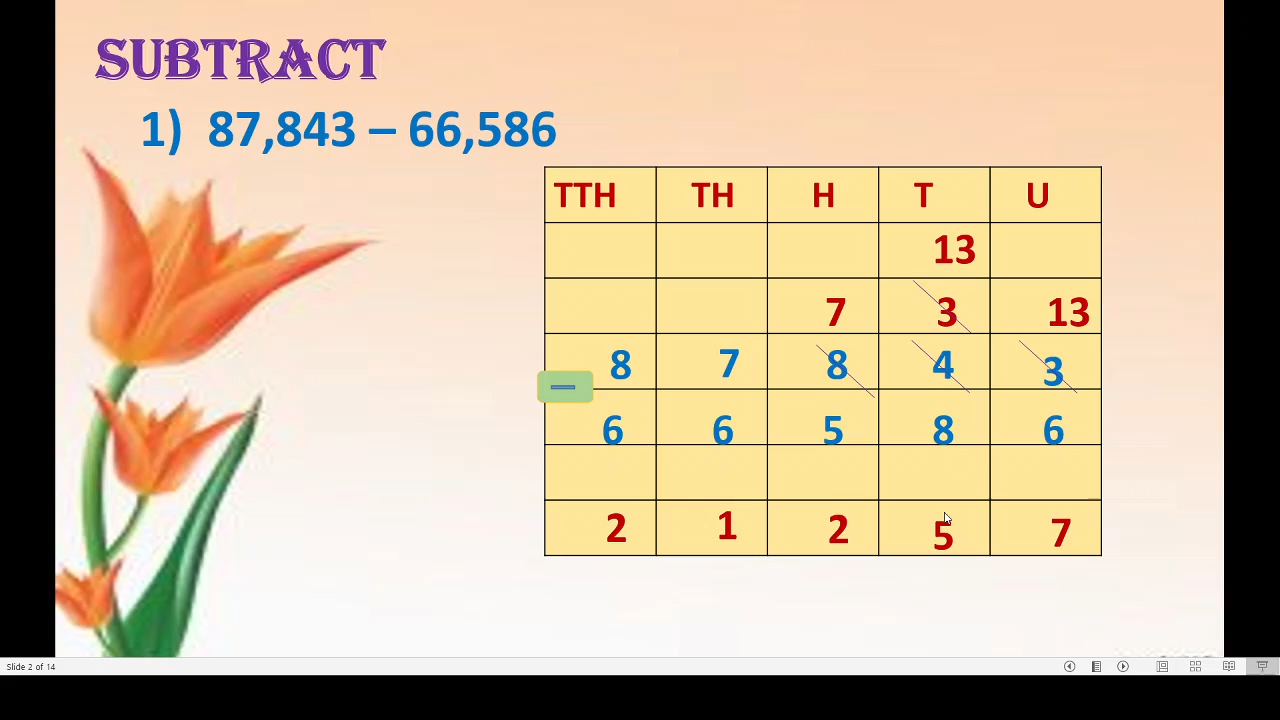 SUBTRACT
1) 87,843 – 66,586
TTH TH H T U
13
7 3 13
8 7 8 4 3
–
6 6 5 8 6
2 1 2 5 7
Slide 2 of 14